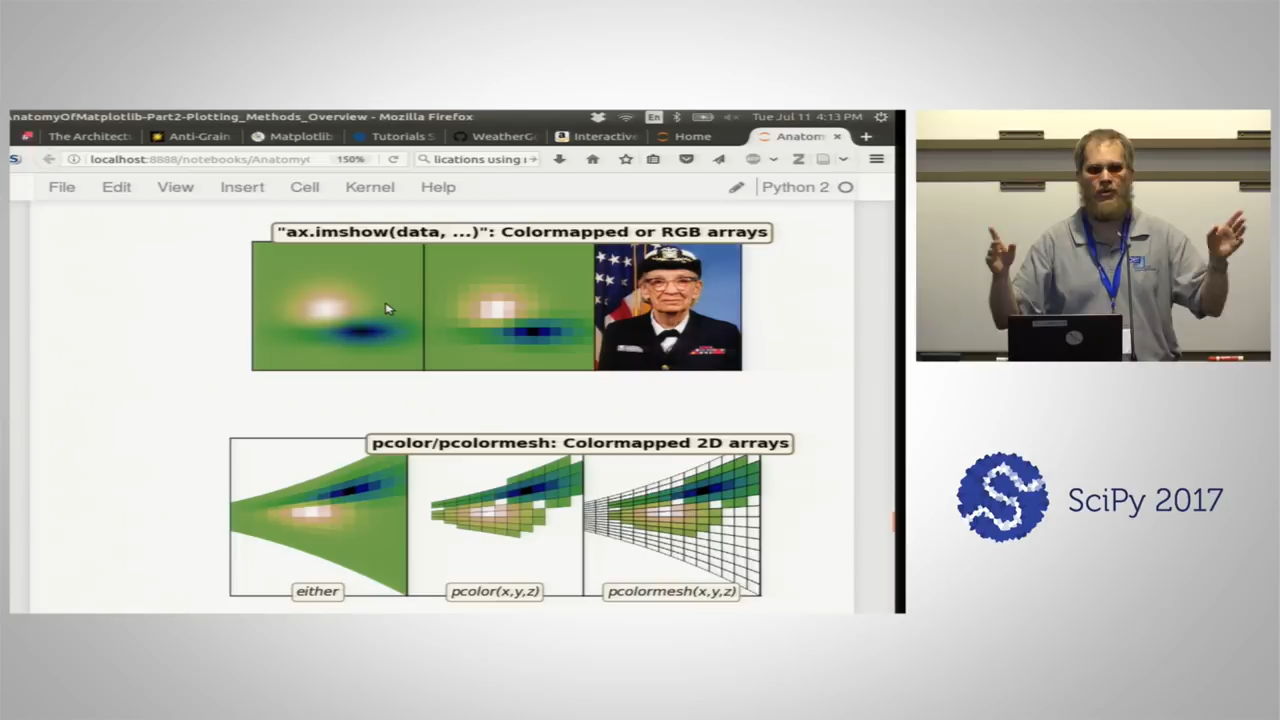 AnatomyOfMatplotlib-Part2-Plotting_Methods_Overview - Mozilla Firefox
En
Tue Jul 11 4:13 PM
The Architect
Anti-Grain
Matplotlib
Tutorials S
WeatherG
Interactive
Home
Anatom
localhost:8888/notebooks/Anatomy
150%
lications using
File Edit View Insert Cell Kernel Help
Python 2
"ax.imshow(data, ...)": Colormapped or RGB arrays
pcolor/pcolormesh: Colormapped 2D arrays
either
pcolor(x,y,z)
pcolormesh(x,y,z)
SciPy 2017